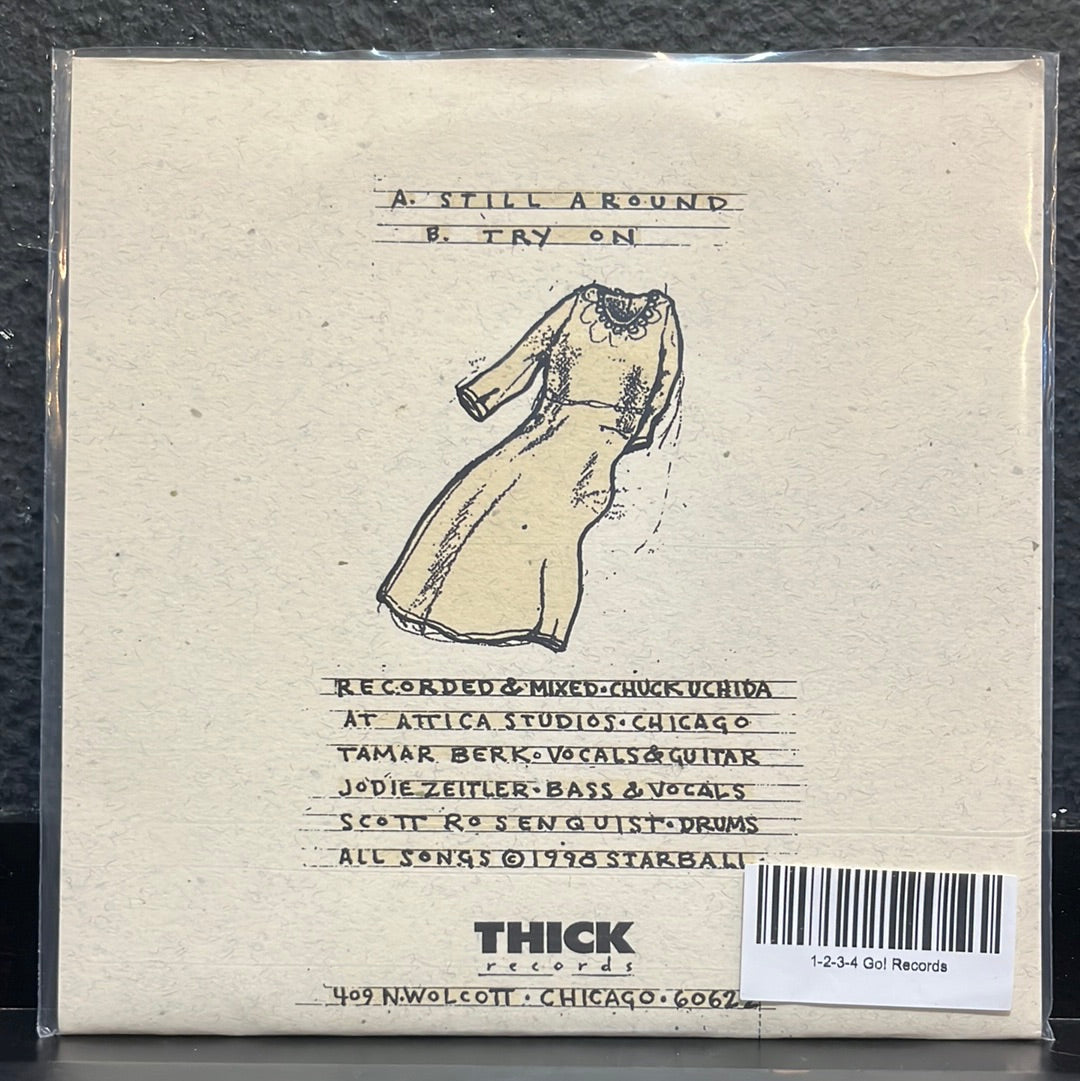 A. STILL AROUND
B. TRY ON
RECORDED & MIXED·CHUCK UCHIDA
AT ATTICA STUDIOS·CHICAGO
TAMAR BERK·VOCALS&GUITAR
JODIE ZEITLER·BASS & VOCALS
SCOTT ROSENQUIST·DRUMS
ALL SONGS ©1998 STARBALL
THICK
records
409 N.WOLCOTT·CHICAGO·60622
1-2-3-4 Go! Records